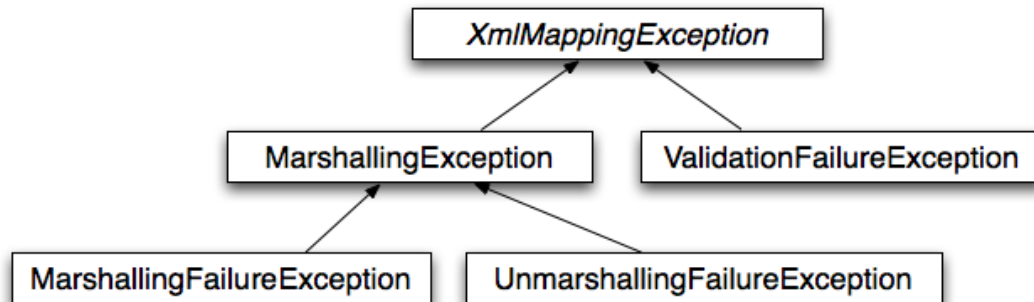 XmlMappingException
MarshallingException
ValidationFailureException
MarshallingFailureException
UnmarshallingFailureException